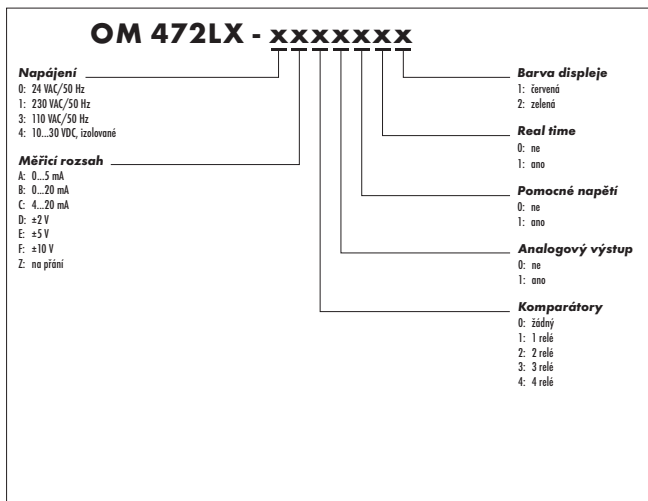 OM 472LX - xxxxxxx
Napájení
0: 24 VAC/50 Hz
1: 230 VAC/50 Hz
3: 110 VAC/50 Hz
4: 10...30 VDC, izolované
Měřicí rozsah
A: 0...5 mA
B: 0...20 mA
C: 4...20 mA
D: ±2 V
E: ±5 V
F: ±10 V
Z: na přání
Barva displeje
1: červená
2: zelená
Real time
0: ne
1: ano
Pomocné napětí
0: ne
1: ano
Analogový výstup
0: ne
1: ano
Komparátory
0: žádný
1: 1 relé
2: 2 relé
3: 3 relé
4: 4 relé